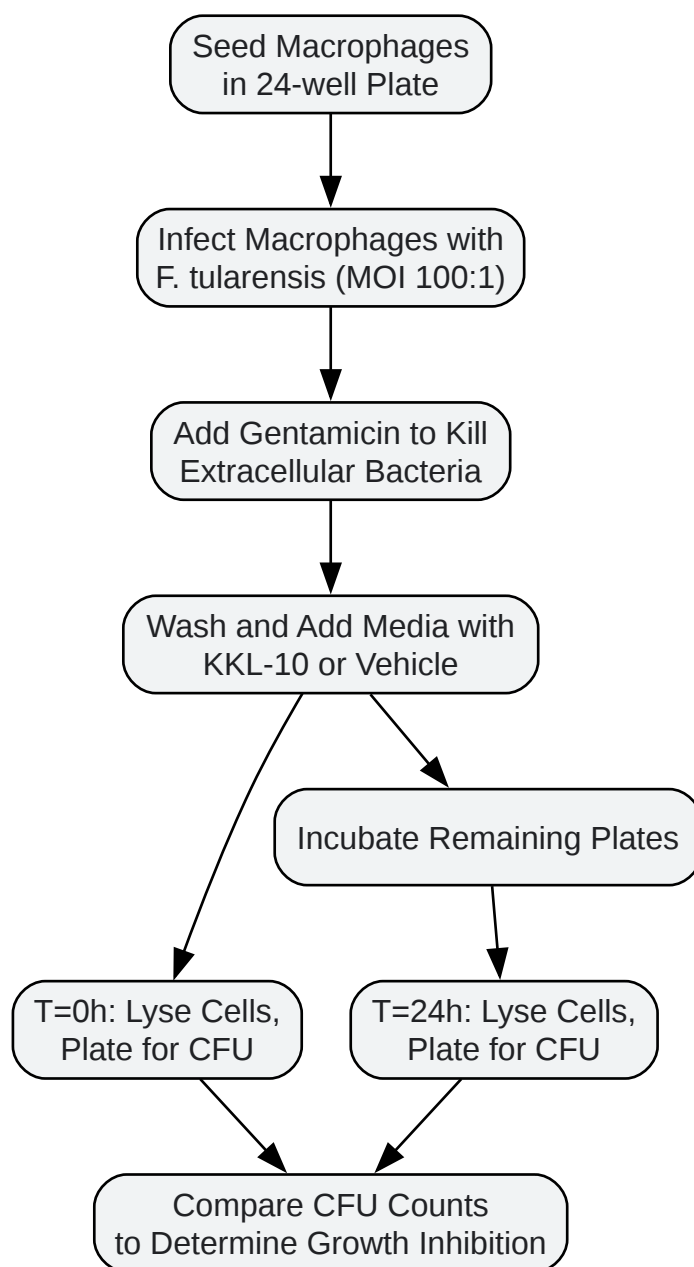 Seed Macrophages
in 24-well Plate
Infect Macrophages with
F. tularensis (MOI 100:1)
Add Gentamicin to Kill
Extracellular Bacteria
Wash and Add Media with
KKL-10 or Vehicle
Incubate Remaining Plates
T=0h: Lyse Cells,
Plate for CFU
T=24h: Lyse Cells,
Plate for CFU
Compare CFU Counts
to Determine Growth Inhibition